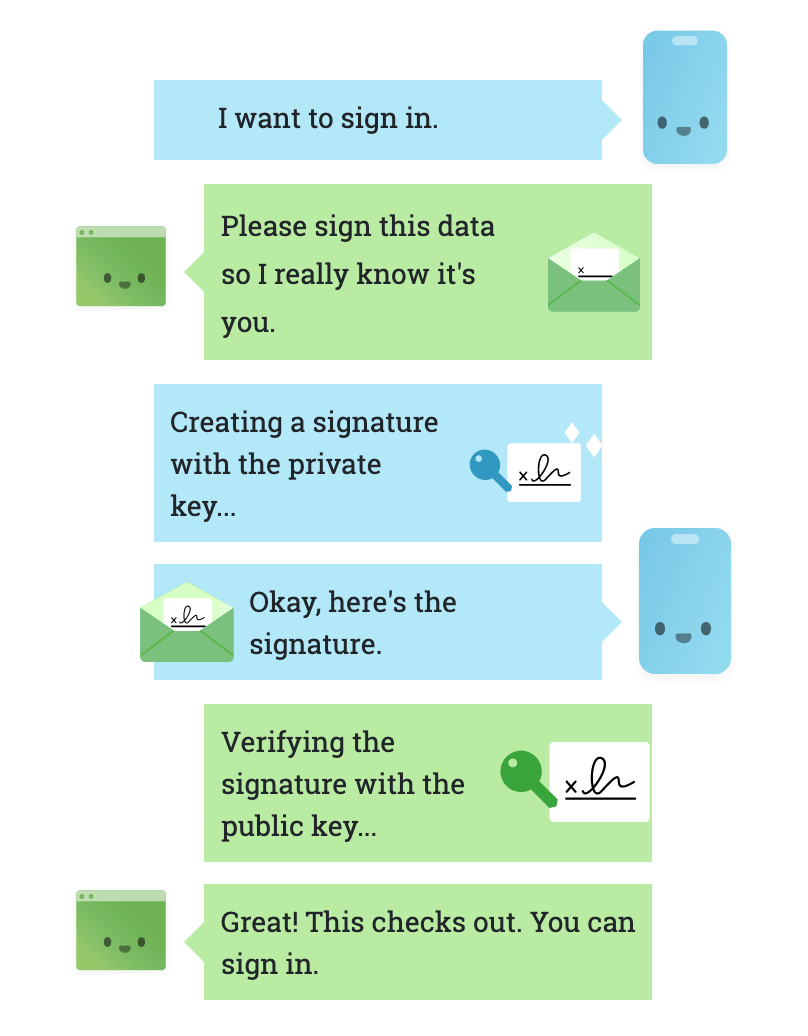 I want to sign in.
Please sign this data
so I really know it's
you.
x
Creating a signature
with the private
key...
x
Okay, here's the
signature.
x
Verifying the
signature with the
public key...
x
Great! This checks out. You can
sign in.